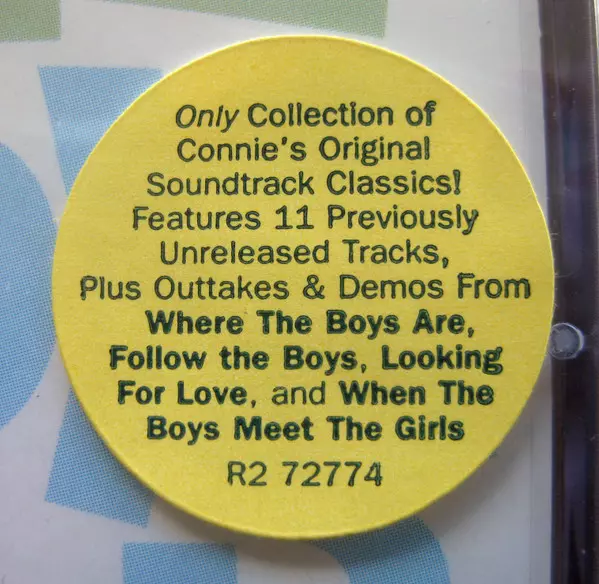 Only Collection of
Connie's Original
Soundtrack Classics!
Features 11 Previously
Unreleased Tracks,
Plus Outtakes & Demos From
Where The Boys Are,
Follow the Boys, Looking
For Love, and When The
Boys Meet The Girls
R2 72774